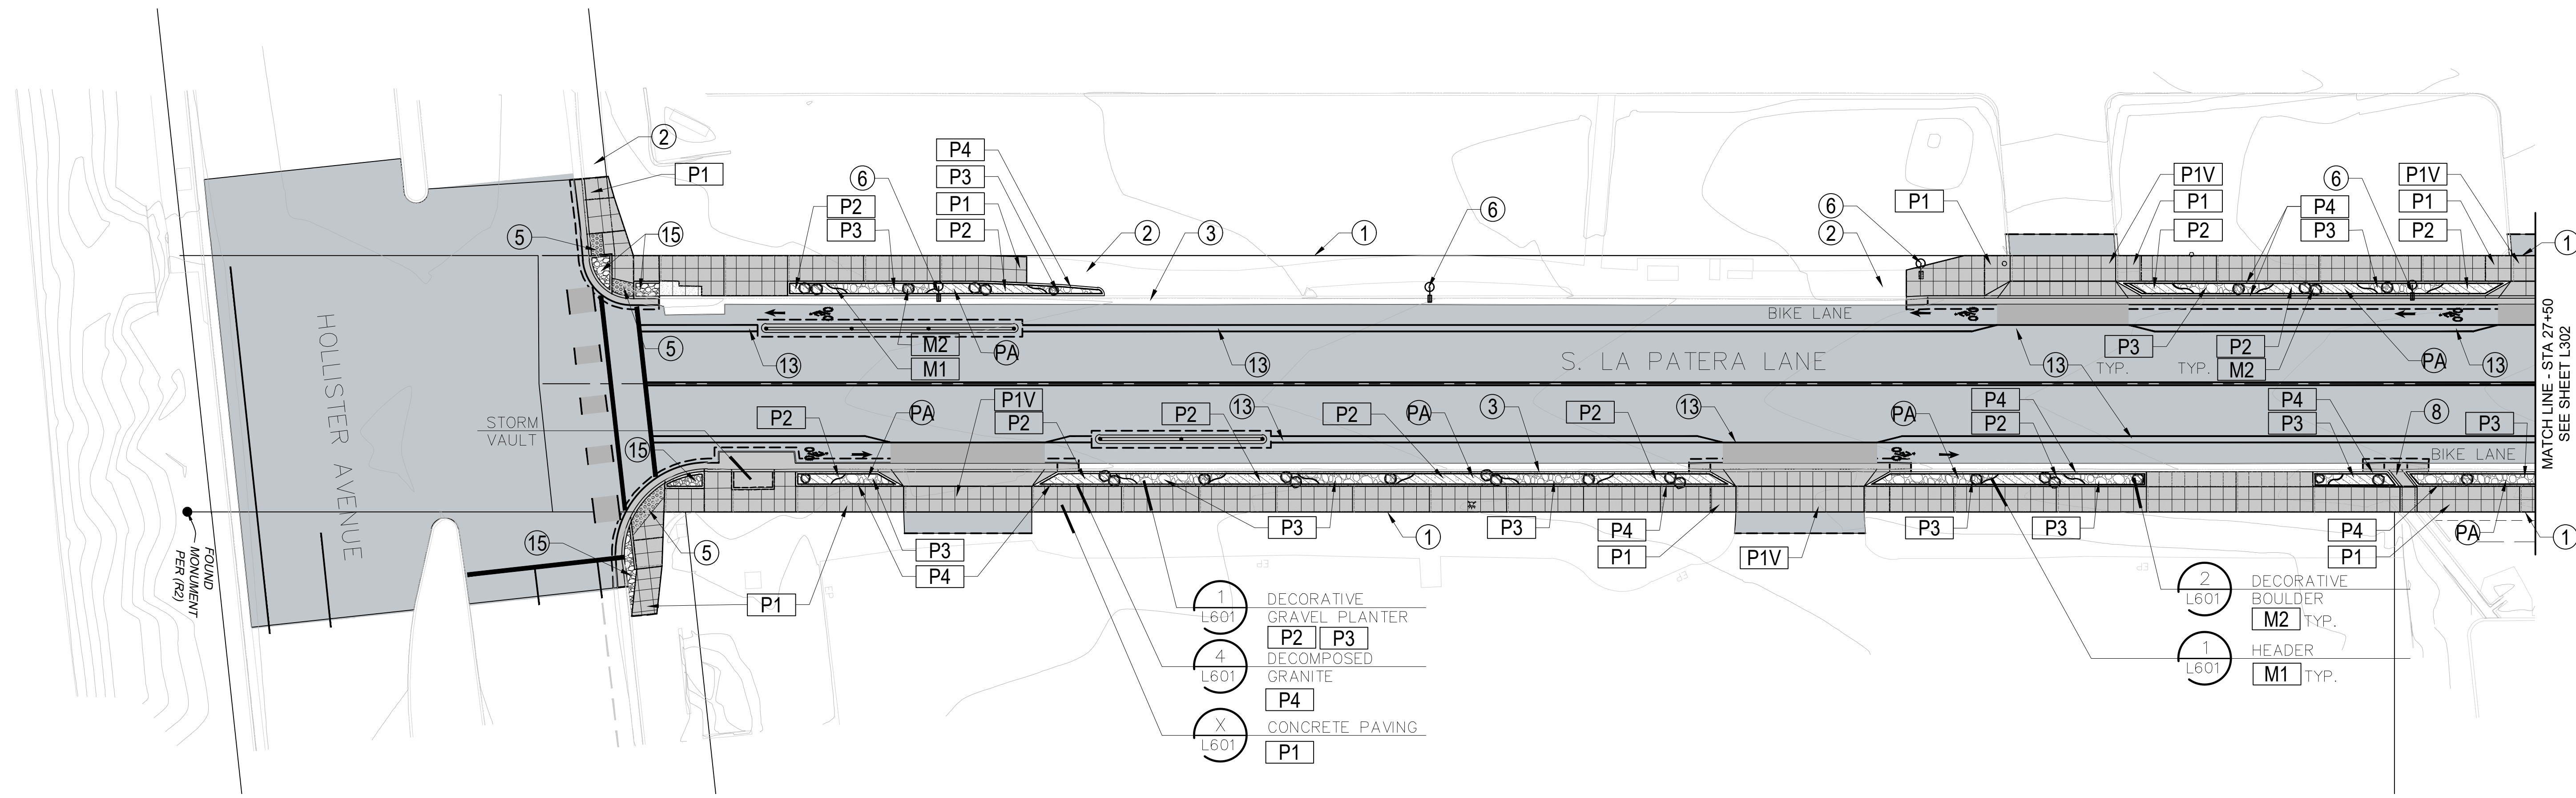 2
P1
5
15
5
P2
P3
6
P4
P3
P1
P2
2
3
1
6
6
2
P1
P1V
P1
P2
6
P4
P3
P1V
P1
P2
1
BIKE LANE
13
M2
M1
PA
13
S. LA PATERA LANE
13
TYP.
P3
TYP.
P2
M2
PA
13
MATCH LINE - STA 27+50
SEE SHEET L302
HOLLISTER AVENUE
STORM
VAULT
15
P2
PA
P1V
P2
P2
13
P2
PA
3
P2
13
PA
P4
P2
P4
P3
8
P3
BIKE LANE
15
5
P3
P4
P1
P3
1
P3
P4
P1
P1V
P3
P3
P4
P1
PA
1
FOUND
MONUMENT
PER (R2)
EP
EP
EP
EP
1
L601
DECORATIVE
GRAVEL PLANTER
P2 P3
4
L601
DECOMPOSED
GRANITE
P4
X
L601
CONCRETE PAVING
P1
2
L601
DECORATIVE
BOULDER
M2 TYP.
1
L601
HEADER
M1 TYP.